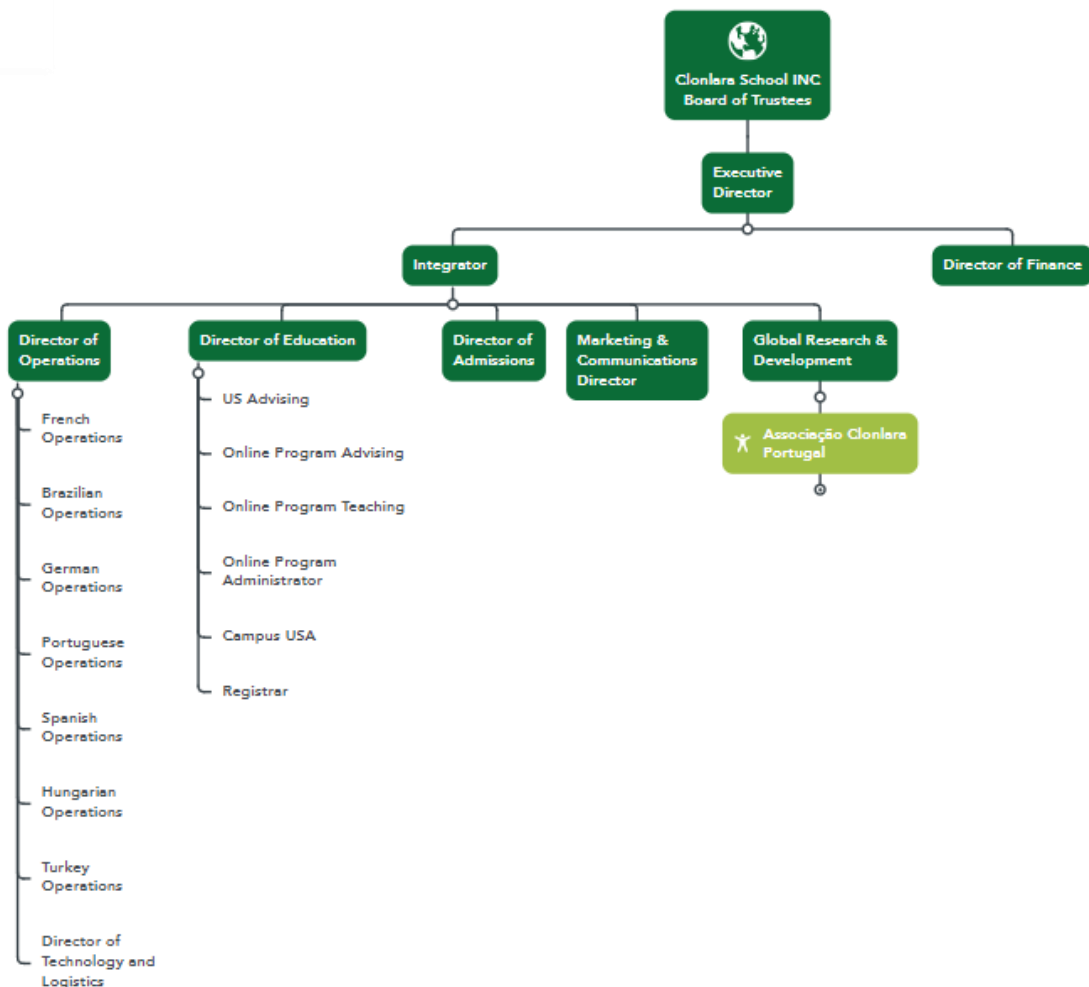 Clonlara School INC
Board of Trustees
Executive
Director
Integrator
Director of Finance
Director of
Operations
Director of Education
Director of
Admissions
Marketing &
Communications
Director
Global Research &
Development
French
Operations
Brazilian
Operations
German
Operations
Portuguese
Operations
Spanish
Operations
Hungarian
Operations
Turkey
Operations
Director of
Technology and
Logistics
US Advising
Online Program Advising
Online Program Teaching
Online Program
Administrator
Campus USA
Registrar
Associação Clonlara
Portugal